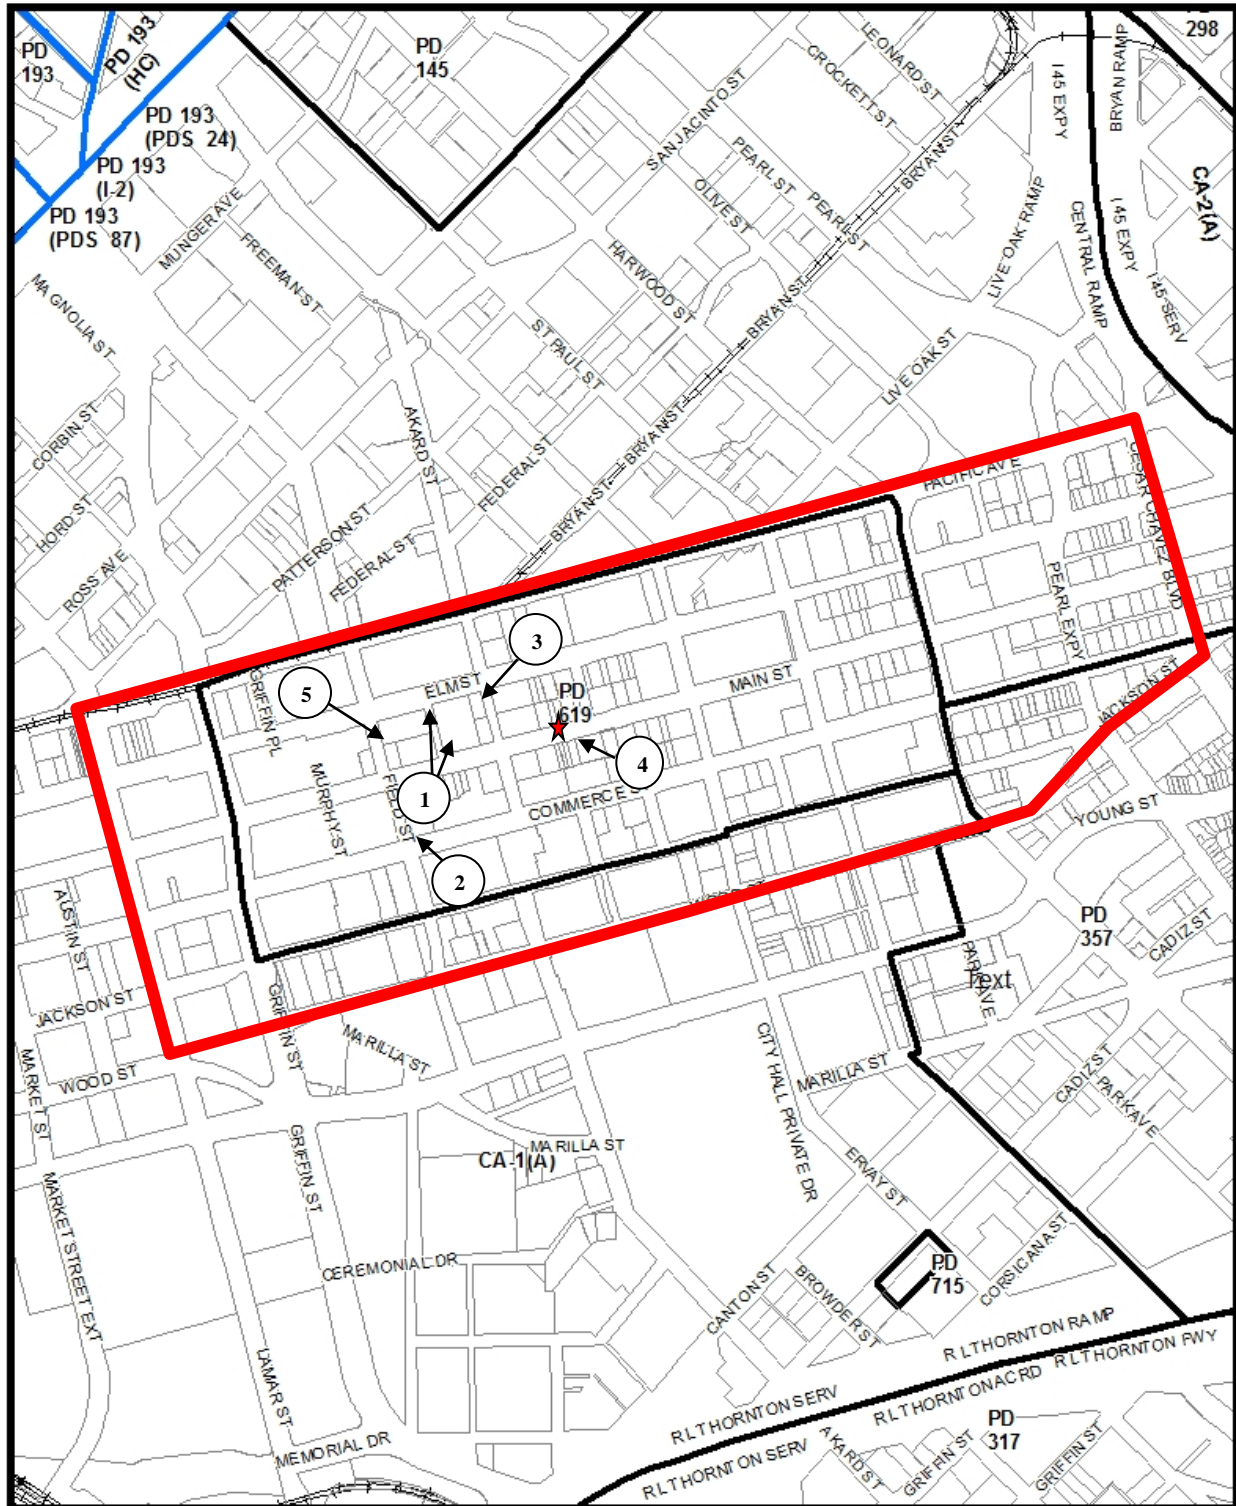 PD
193
PD 193
(HC)
PD
145
PD
298
LEONARD ST
CROCKETT ST
I 45 EXPY
BRYAN RAMP
SAN JACINTO ST
PD 193
(PDS 24)
PD 193
(I-2)
PD 193
(PDS 87)
PEARL ST
OLIVE ST
PEARL ST
BRYAN ST
CA-2(A)
MUNGER AVE
FREEMAN ST
HARWOOD ST
LIVE OAK RAMP
CENTRAL RAMP
I 45 EXPY
I 45 SERV
MAGNOLIA ST
ST PAUL ST
BRYAN ST
LIVE OAK ST
CORBIN ST
AKARD ST
FEDERAL ST
BRYAN ST
BRYAN ST
PACIFIC AVE
CESAR CHAVEZ BLVD
HORD ST
ROSS AVE
PATTERSON ST
FEDERAL ST
PEARL EXPY
3
5
GRIFFIN PL
ELM ST
PD
619
MAIN ST
JACKSON ST
4
1
MURPHY ST
FIELD ST
COMMERCE
YOUNG ST
2
AUSTIN ST
PD
357
CADIZ ST
PARK AVE
Text
JACKSON ST
GRIFFIN ST
MARILLA ST
CITY HALL PRIVATE DR
MARKET ST
WOOD ST
MARILLA ST
CADIZ ST
PARK AVE
GRIFFIN ST
MARILLA ST
CA-1(A)
ERVAY ST
MARKET STREET EXT
CEREMONIAL DR
PD
715
CORSICANA ST
CANTON ST
BROWDER ST
R L THORNTON RAMP
R L THORNTON FWY
LAMAR ST
R L THORNTON ACRD
R L THORNTON SERV
PD
317
MEMORIAL DR
R L THORNTON SERV
AKARD ST
GRIFFIN ST
GRIFFIN ST